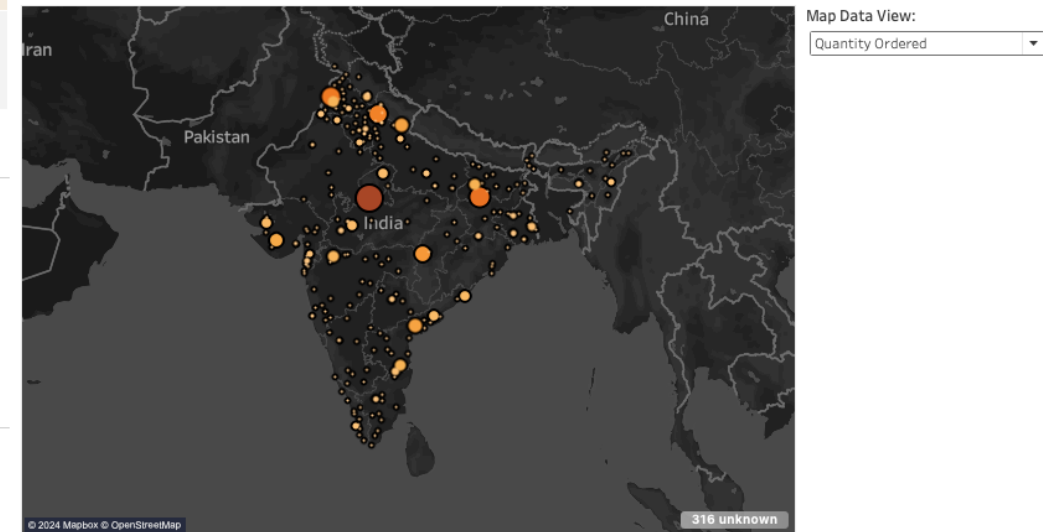 China
Map Data View:
Iran
Quantity Ordered
Pakistan
India
316 unknown
© 2024 Mapbox © OpenStreetMap